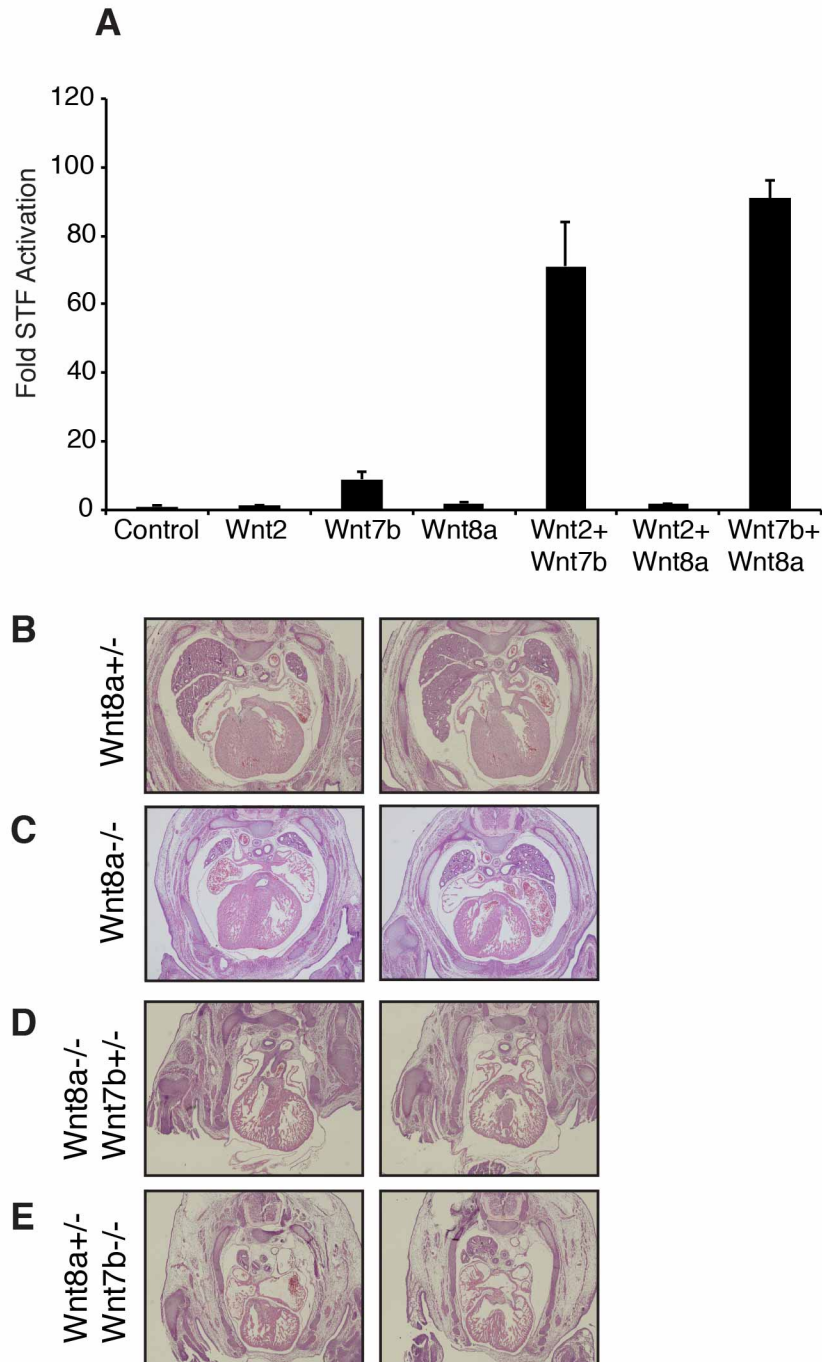 A
120
100
80
60
40
20
0
Fold STF Activation
Control Wnt2 Wnt7b Wnt8a Wnt2+ Wnt2+ Wnt7b+
Wnt7b Wnt8a Wnt8a
B
Wnt8a+/-
C
Wnt8a-/-
D
Wnt8a-/-
Wnt7b+/-
E
Wnt8a+/-
Wnt7b-/-